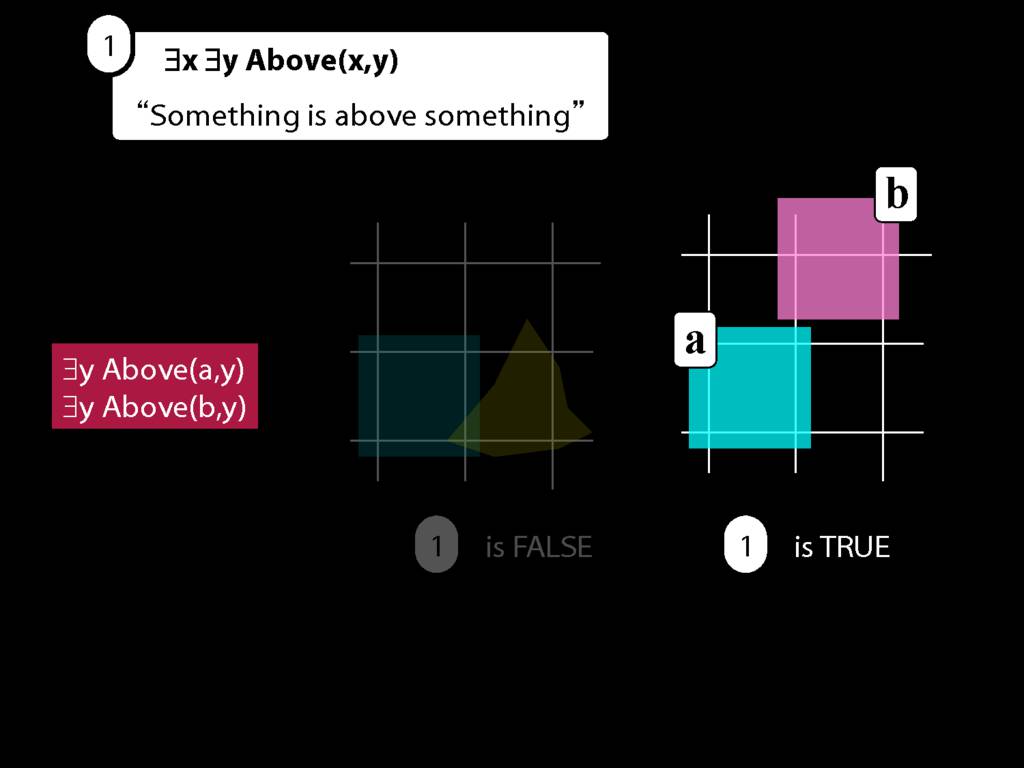 1
∃x ∃y Above(x,y)
“Something is above something”
b
a
∃y Above(a,y)
∃y Above(b,y)
1 is FALSE
1 is TRUE